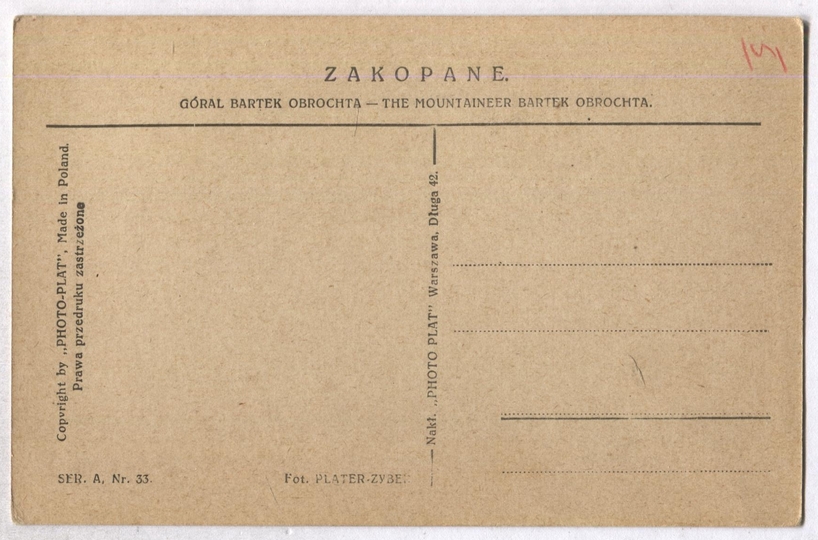 ZAKOPANE.
GÓRAL BARTEK OBROCHTA — THE MOUNTAINEER BARTEK OBROCHTA.
Copyright by „PHOTO-PLAT”, Made in Poland.
Prawa przedruku zastrzeżone
Nakł. „PHOTO PLAT” Warszawa, Długa 42.
SER. A, Nr. 33.
Fot. PLATER-ZYBE